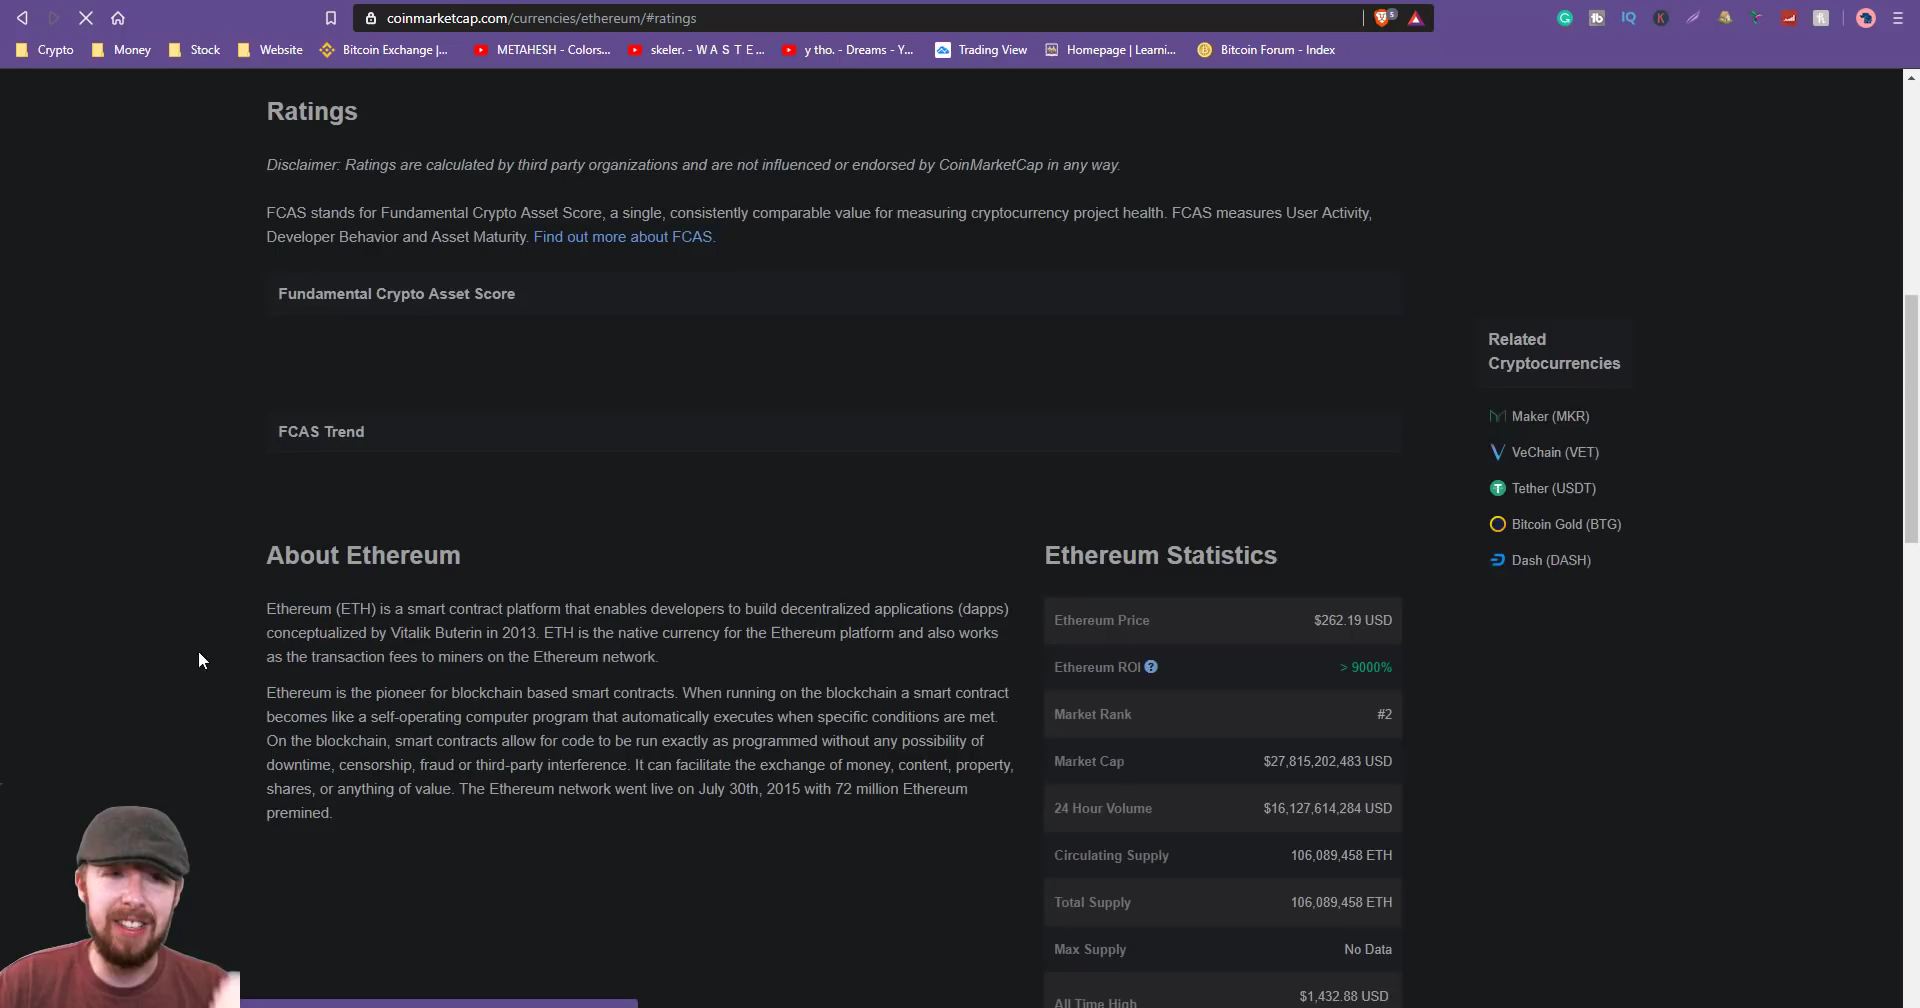 coinmarketcap.com/currencies/ethereum/#ratings
5
IQ
Crypto
Money
Stock
Website
Bitcoin Exchange |...
METAHESH - Colors...
skeler. - W A S T E ...
y tho. - Dreams - Y...
Trading View
Homepage | Learni...
Bitcoin Forum - Index
Ratings
Disclaimer: Ratings are calculated by third party organizations and are not influenced or endorsed by CoinMarketCap in any way.
FCAS stands for Fundamental Crypto Asset Score, a single, consistently comparable value for measuring cryptocurrency project health. FCAS measures User Activity,
Developer Behavior and Asset Maturity. Find out more about FCAS.
Fundamental Crypto Asset Score
FCAS Trend
Related
Cryptocurrencies
Maker (MKR)
VeChain (VET)
Tether (USDT)
Bitcoin Gold (BTG)
Dash (DASH)
About Ethereum
Ethereum (ETH) is a smart contract platform that enables developers to build decentralized applications (dapps)
conceptualized by Vitalik Buterin in 2013. ETH is the native currency for the Ethereum platform and also works
as the transaction fees to miners on the Ethereum network.
Ethereum is the pioneer for blockchain based smart contracts. When running on the blockchain a smart contract
becomes like a self-operating computer program that automatically executes when specific conditions are met.
On the blockchain, smart contracts allow for code to be run exactly as programmed without any possibility of
downtime, censorship, fraud or third-party interference. It can facilitate the exchange of money, content, property,
shares, or anything of value. The Ethereum network went live on July 30th, 2015 with 72 million Ethereum
premined.
Ethereum Statistics
Ethereum Price $262.19 USD
Ethereum ROI ? > 9000%
Market Rank #2
Market Cap $27,815,202,483 USD
24 Hour Volume $16,127,614,284 USD
Circulating Supply 106,089,458 ETH
Total Supply 106,089,458 ETH
Max Supply No Data
All Time High $1,432.88 USD